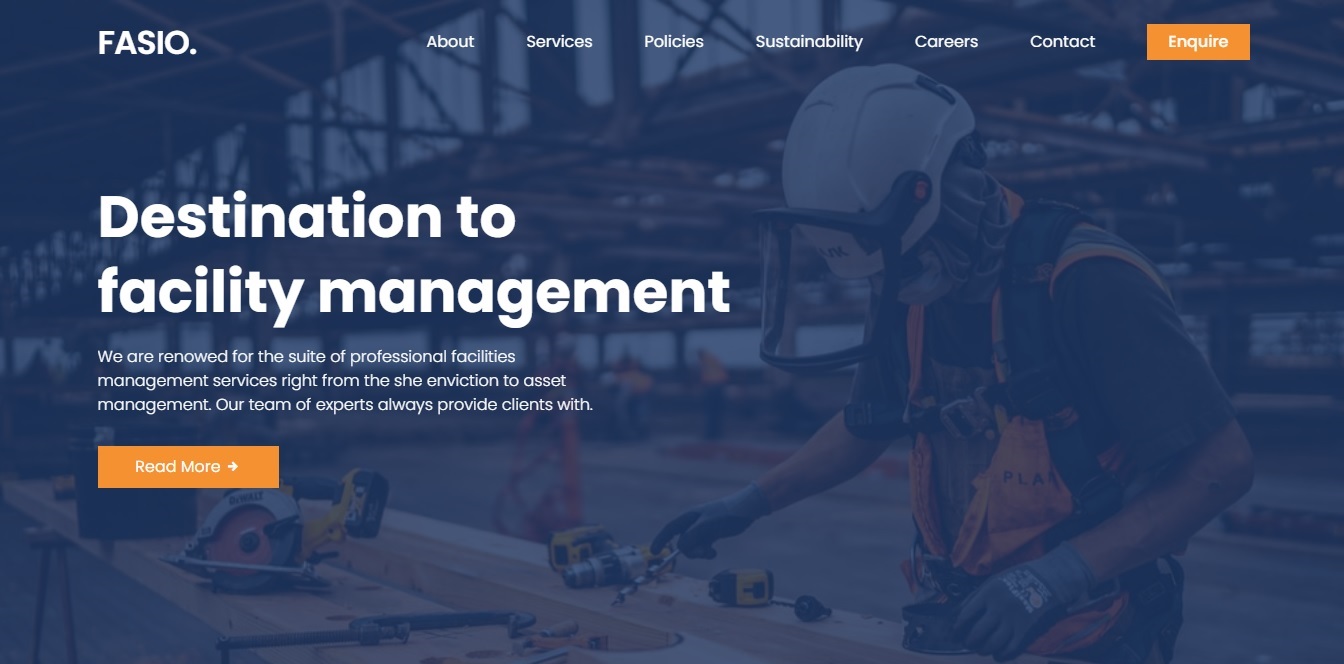 FASIO.
About Services Policies Sustainability Careers Contact Enquire
Destination to
facility management
We are renowed for the suite of professional facilities
management services right from the she enviction to asset
management. Our team of experts always provide clients with.
Read More →
DEWALT